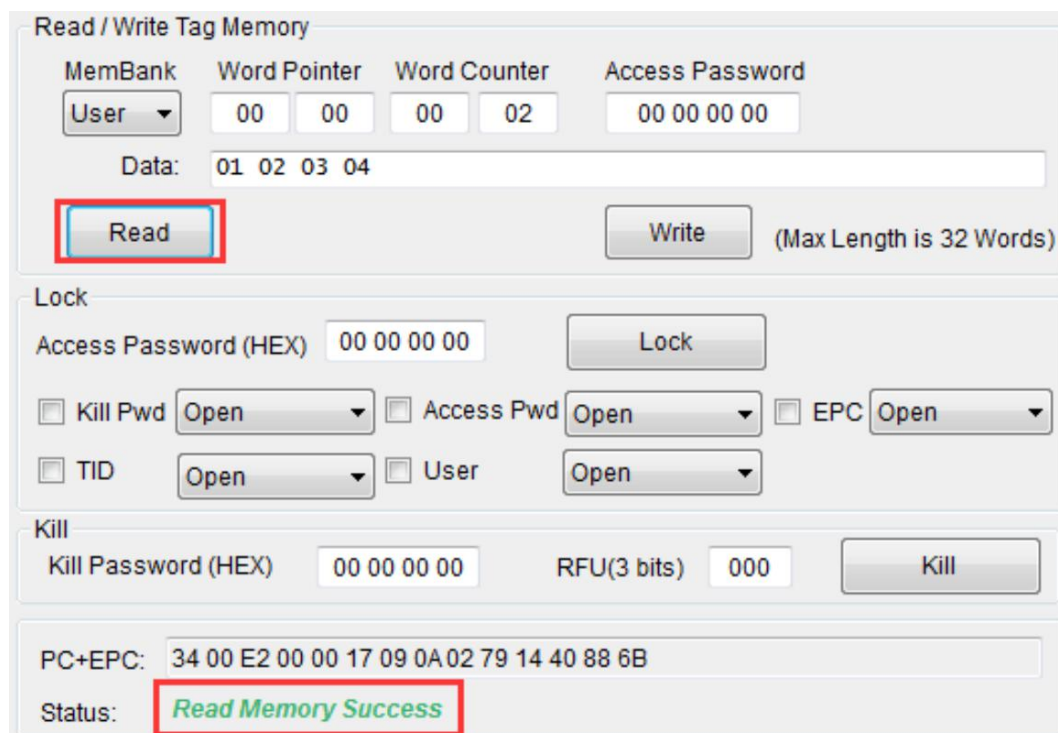 Read / Write Tag Memory
MemBank Word Pointer Word Counter Access Password
User 00 00 00 02 00 00 00 00
Data: 01 02 03 04
Read Write (Max Length is 32 Words)
Lock
Access Password (HEX) 00 00 00 00 Lock
Kill Pwd Open Access Pwd Open EPC Open
TID Open User Open
Kill
Kill Password (HEX) 00 00 00 00 RFU(3 bits) 000 Kill
PC+EPC: 34 00 E2 00 00 17 09 0A 02 79 14 40 88 6B
Status: Read Memory Success